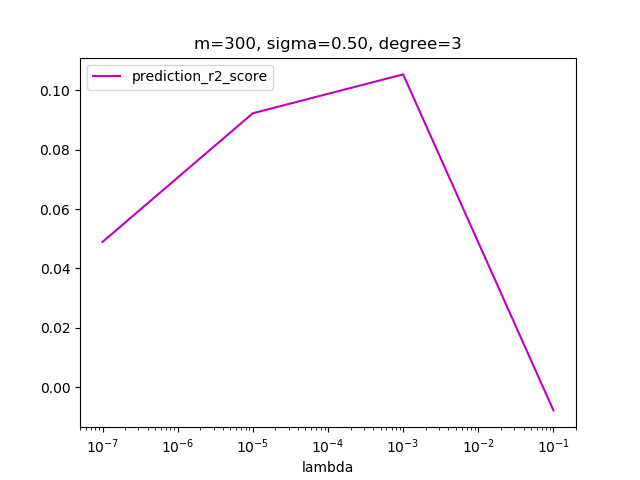 m=300, sigma=0.50, degree=3
prediction_r2_score
0.10
0.08
0.06
0.04
0.02
0.00
10⁻⁷ 10⁻⁶ 10⁻⁵ 10⁻⁴ 10⁻³ 10⁻² 10⁻¹
lambda